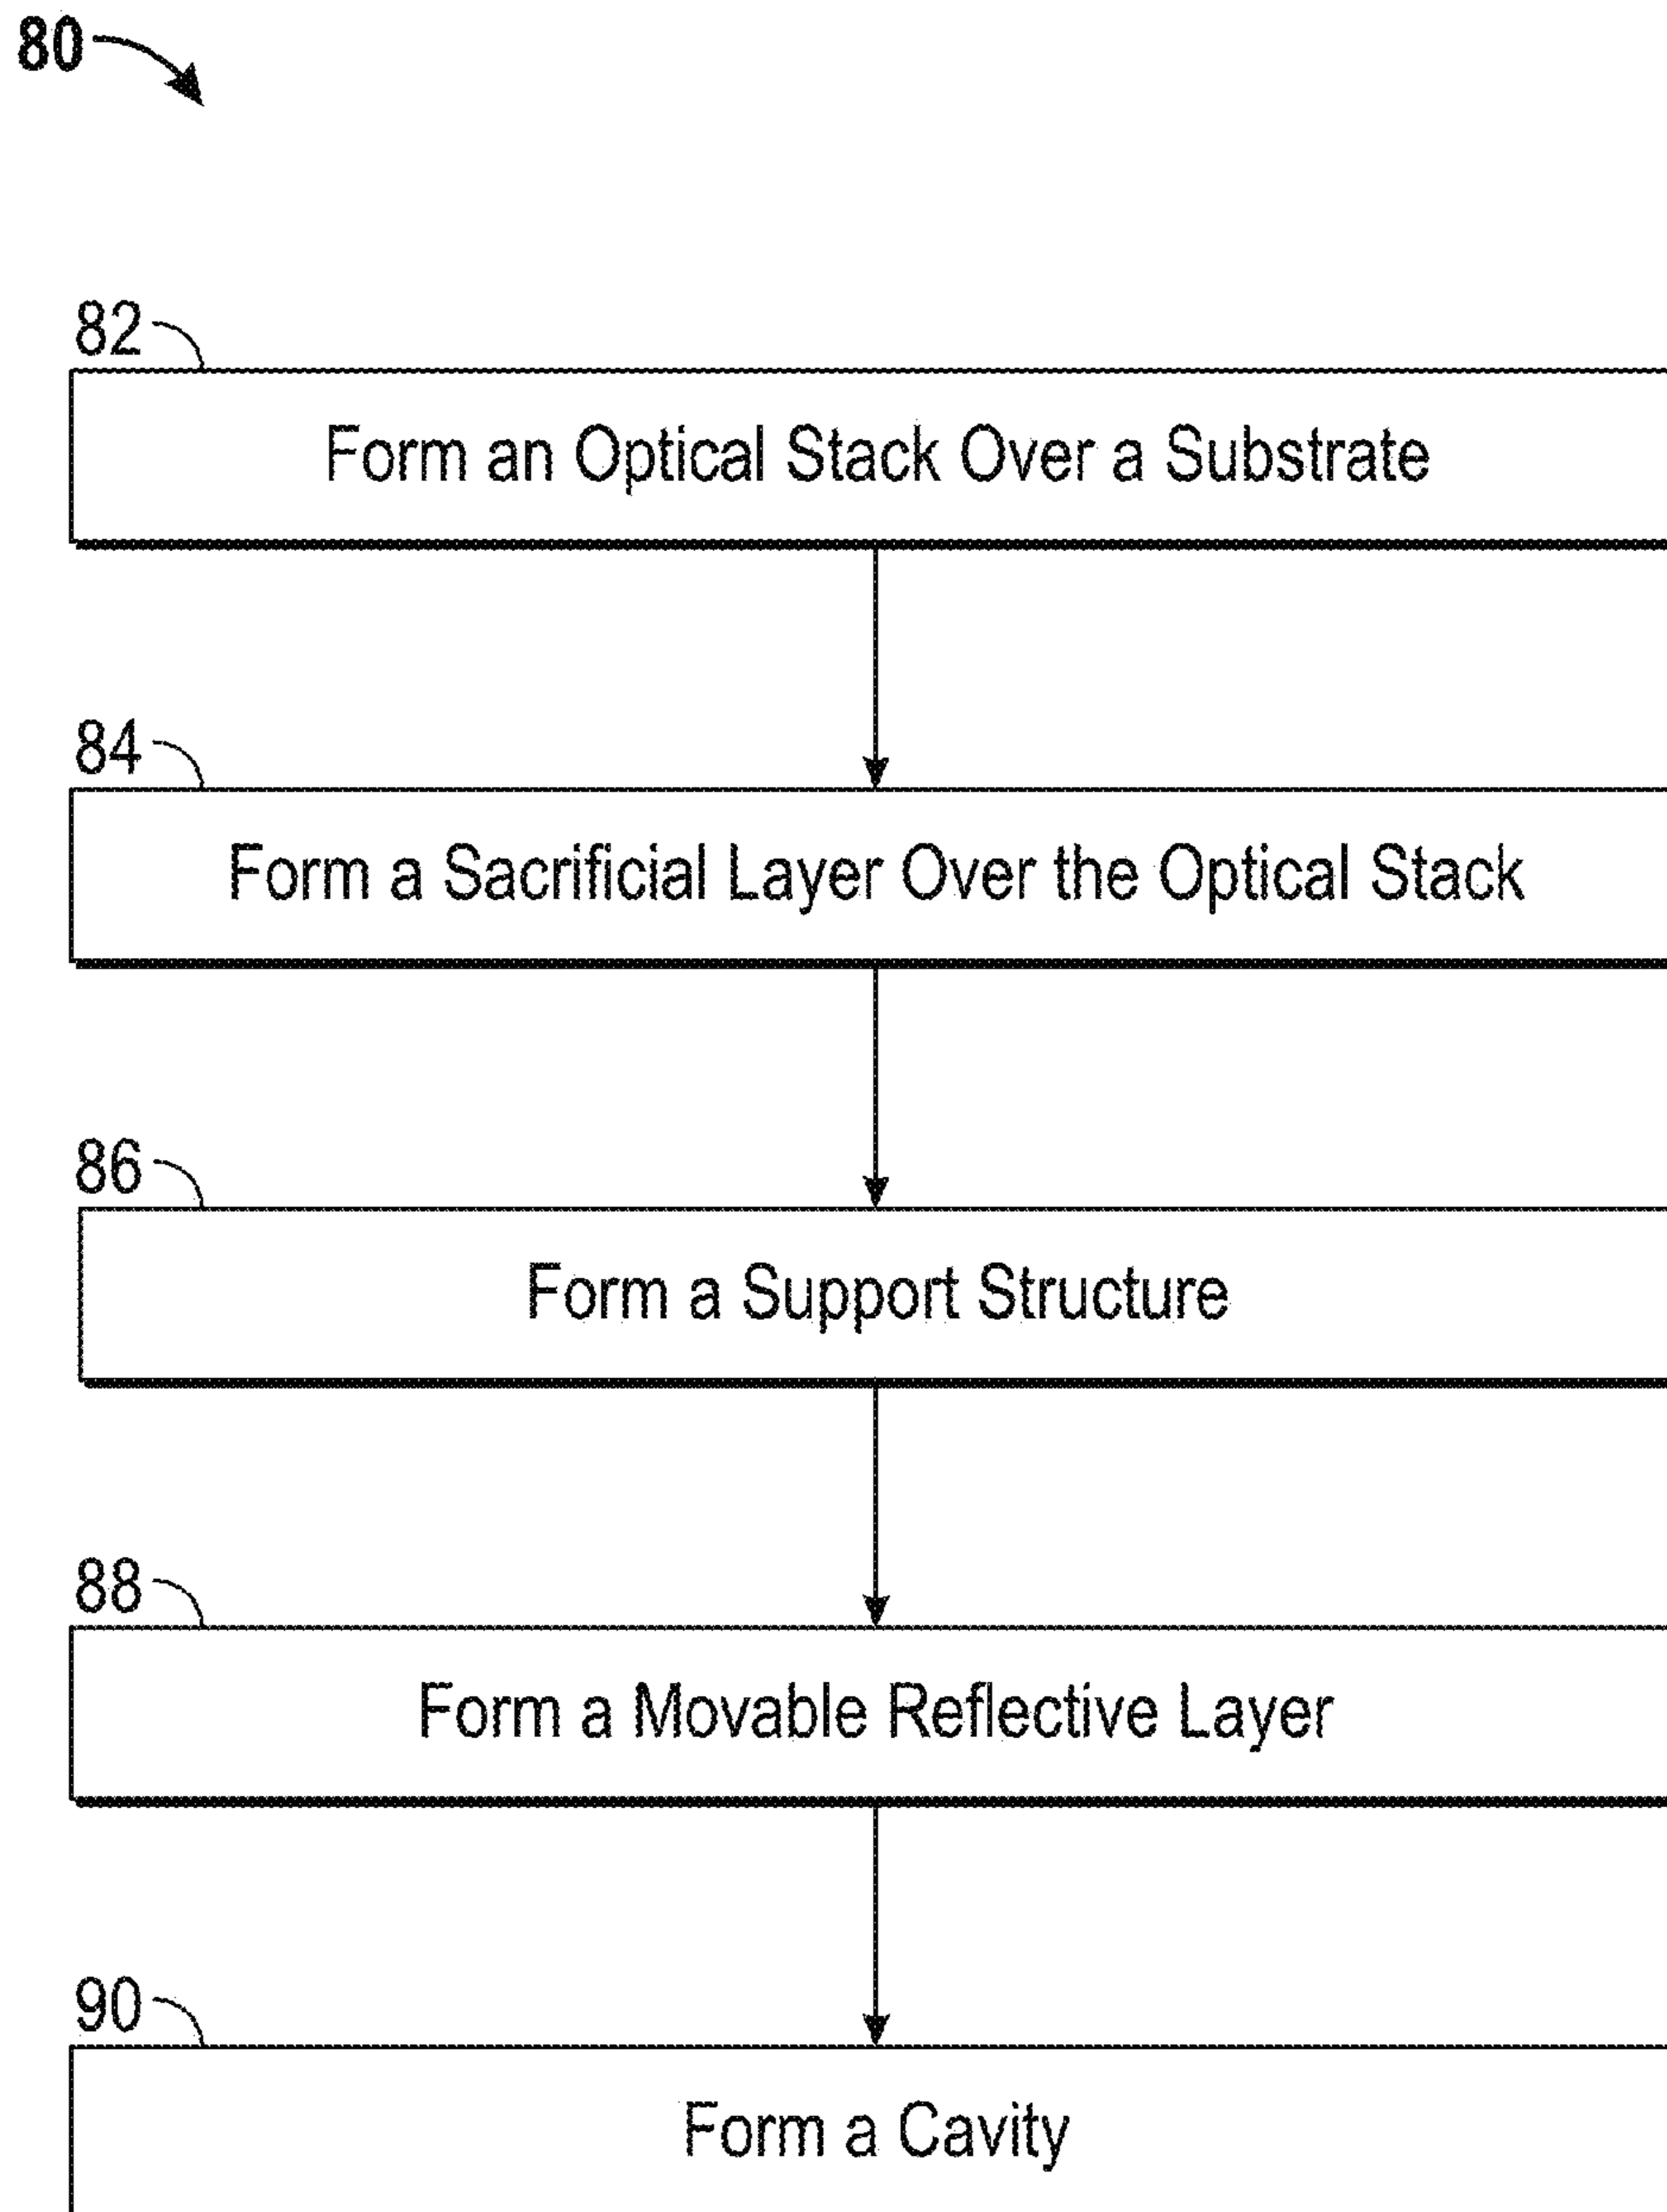 80
82
Form an Optical Stack Over a Substrate
84
Form a Sacrificial Layer Over the Optical Stack
86
Form a Support Structure
88
Form a Movable Reflective Layer
90
Form a Cavity